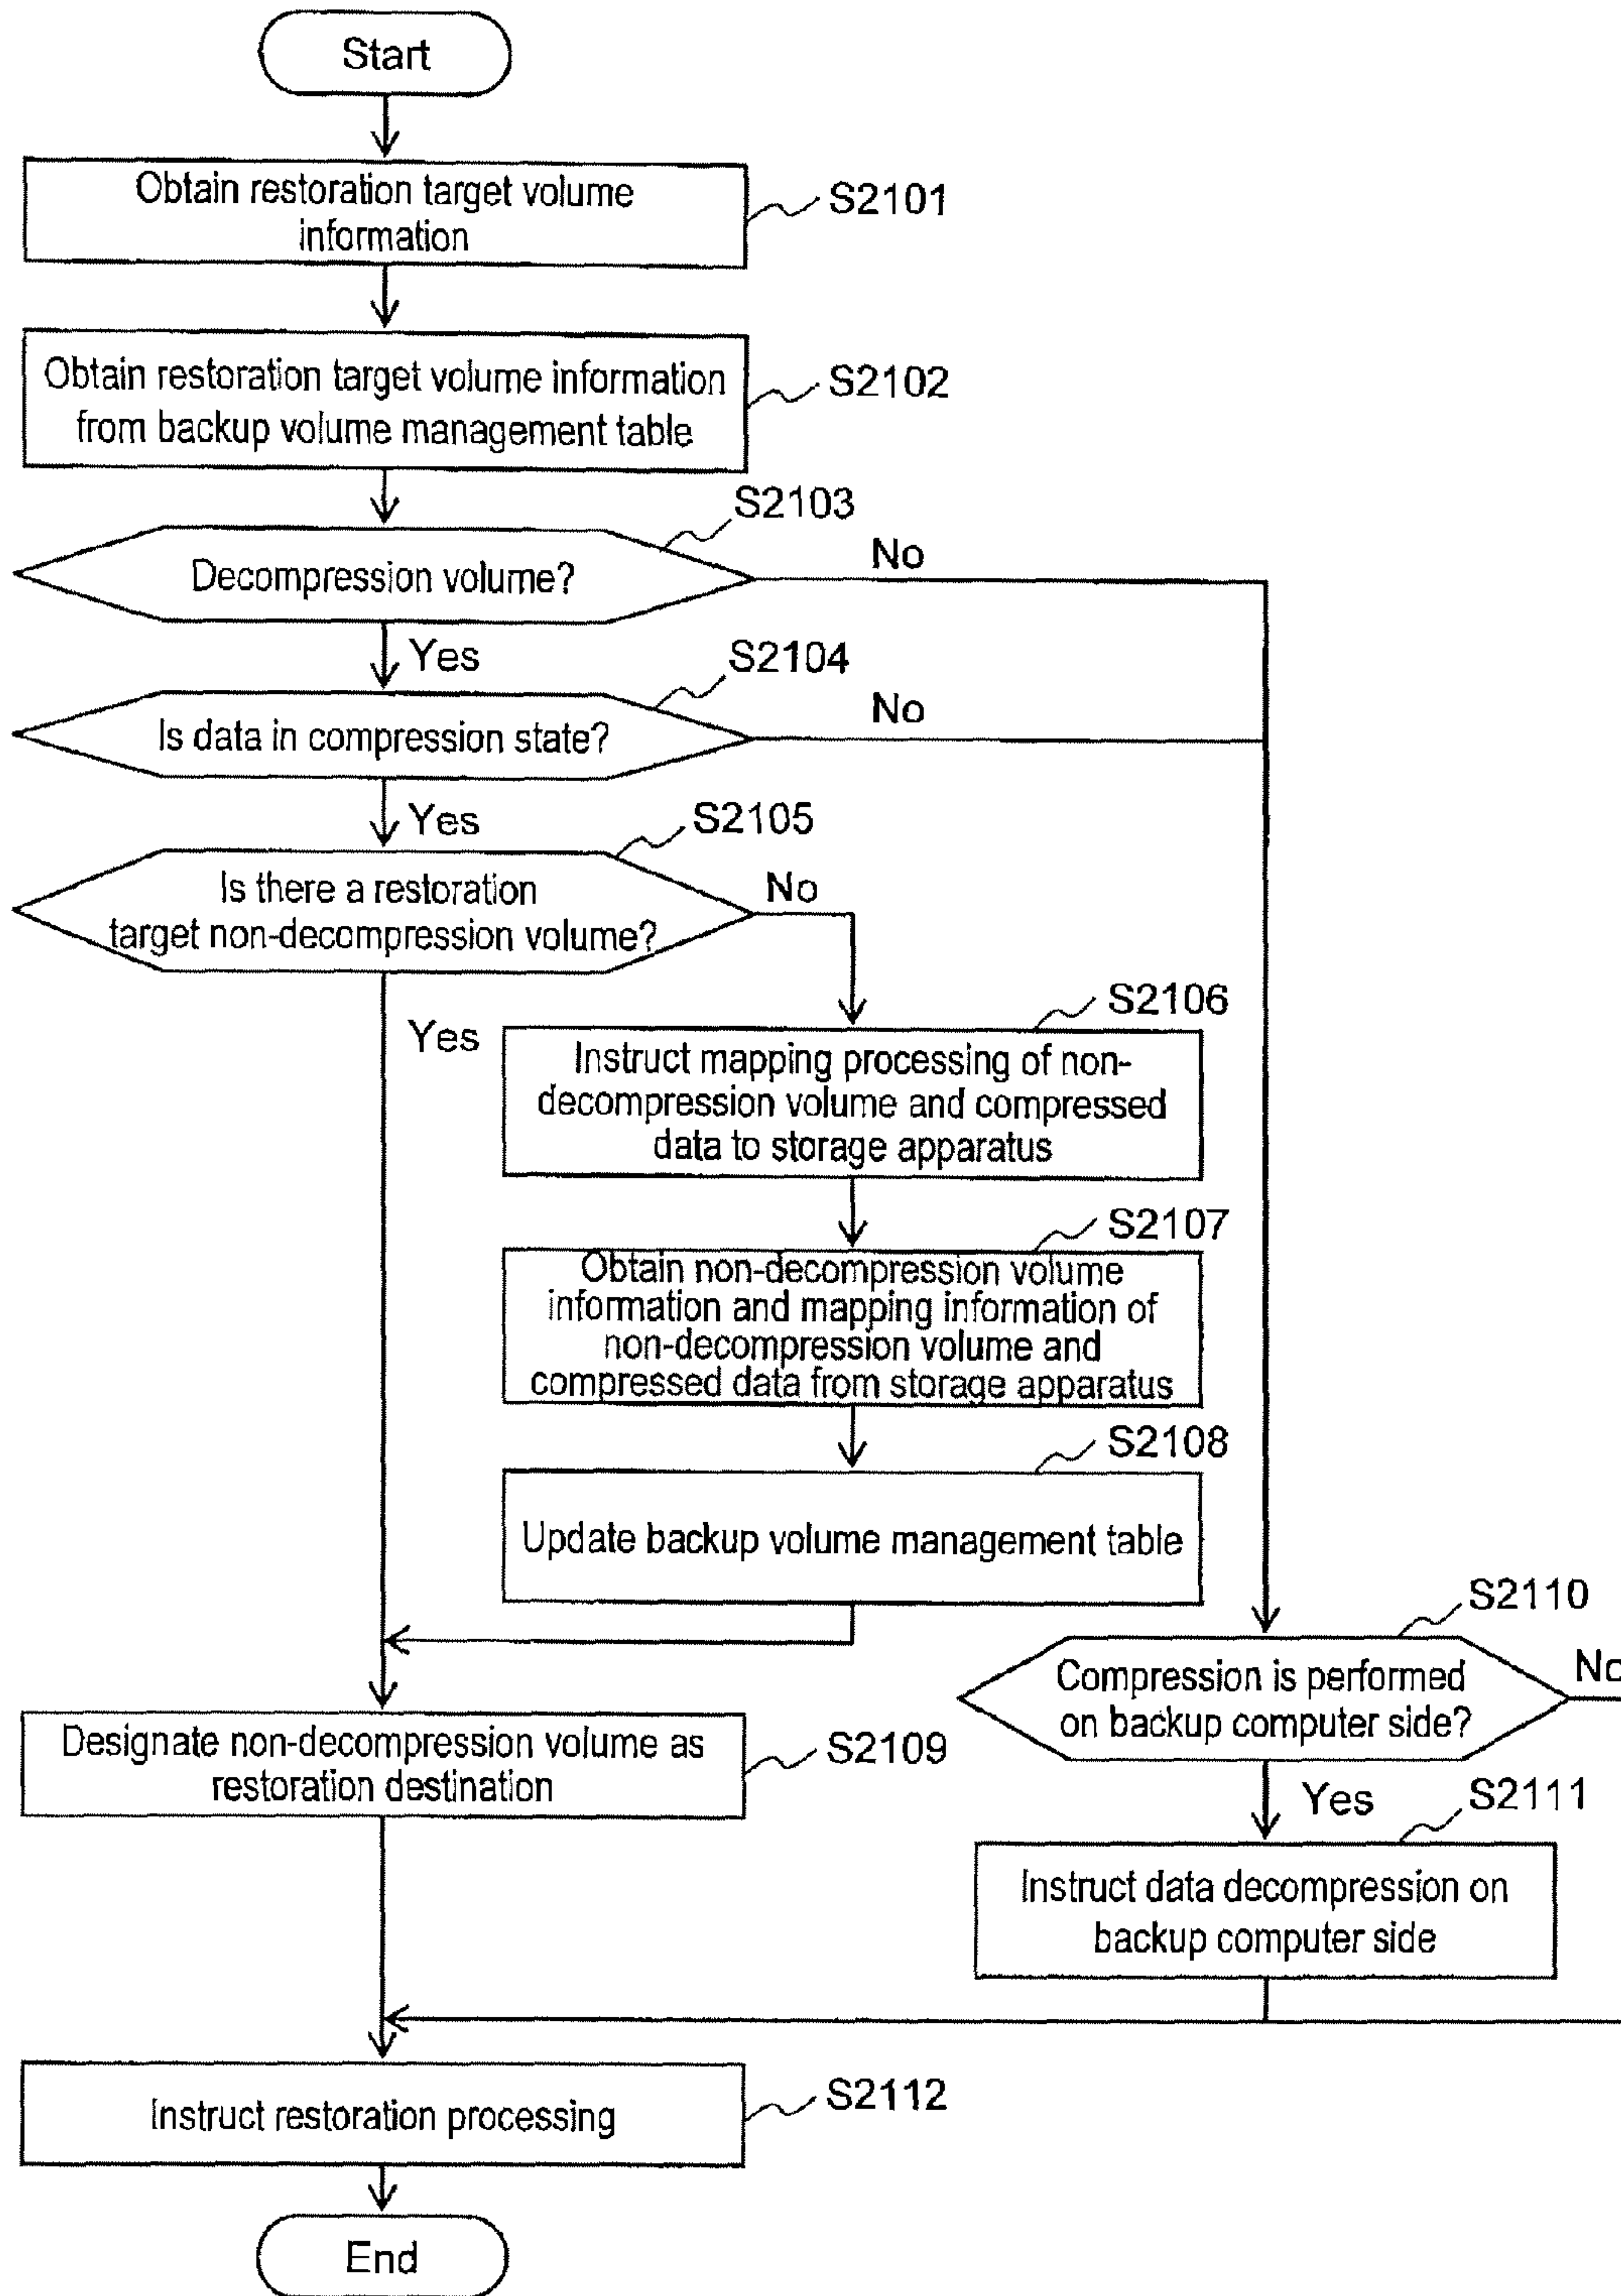 Start
Obtain restoration target volume
information
S2101
Obtain restoration target volume information
from backup volume management table
S2102
S2103
Decompression volume?
No
Yes
S2104
Is data in compression state?
No
Yes
S2105
Is there a restoration
target non-decompression volume?
No
Yes
S2106
Instruct mapping processing of non-
decompression volume and compressed
data to storage apparatus
S2107
Obtain non-decompression volume
information and mapping information of
non-decompression volume and
compressed data from storage apparatus
S2108
Update backup volume management table
S2110
Compression is performed
on backup computer side?
No
Designate non-decompression volume as
restoration destination
S2109
Yes
S2111
Instruct data decompression on
backup computer side
Instruct restoration processing
S2112
End